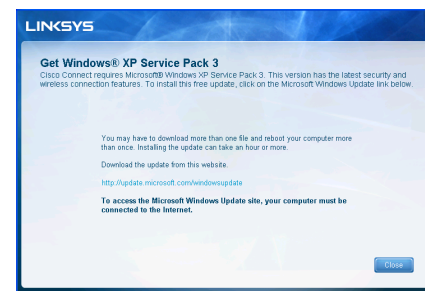 LINKSYS
Get Windows® XP Service Pack 3
Cisco Connect requires Microsoft® Windows XP Service Pack 3. This version has the latest security and
wireless connection features. To install this free update, click on the Microsoft Windows Update link below.
You may have to download more than one file and reboot your computer more
than once. Installing the update can take an hour or more.
Download the update from this website.
http://update.microsoft.com/windowsupdate
To access the Microsoft Windows Update site, your computer must be
connected to the Internet.
Close